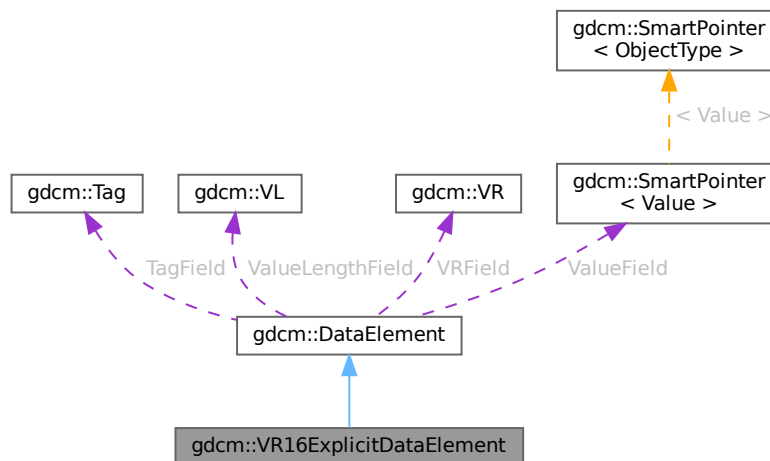 gdcm::SmartPointer
< ObjectType >
< Value >
gdcm::Tag
gdcm::VL
gdcm::VR
gdcm::SmartPointer
< Value >
TagField
ValueLengthField
VRField
ValueField
gdcm::DataElement
gdcm::VR16ExplicitDataElement